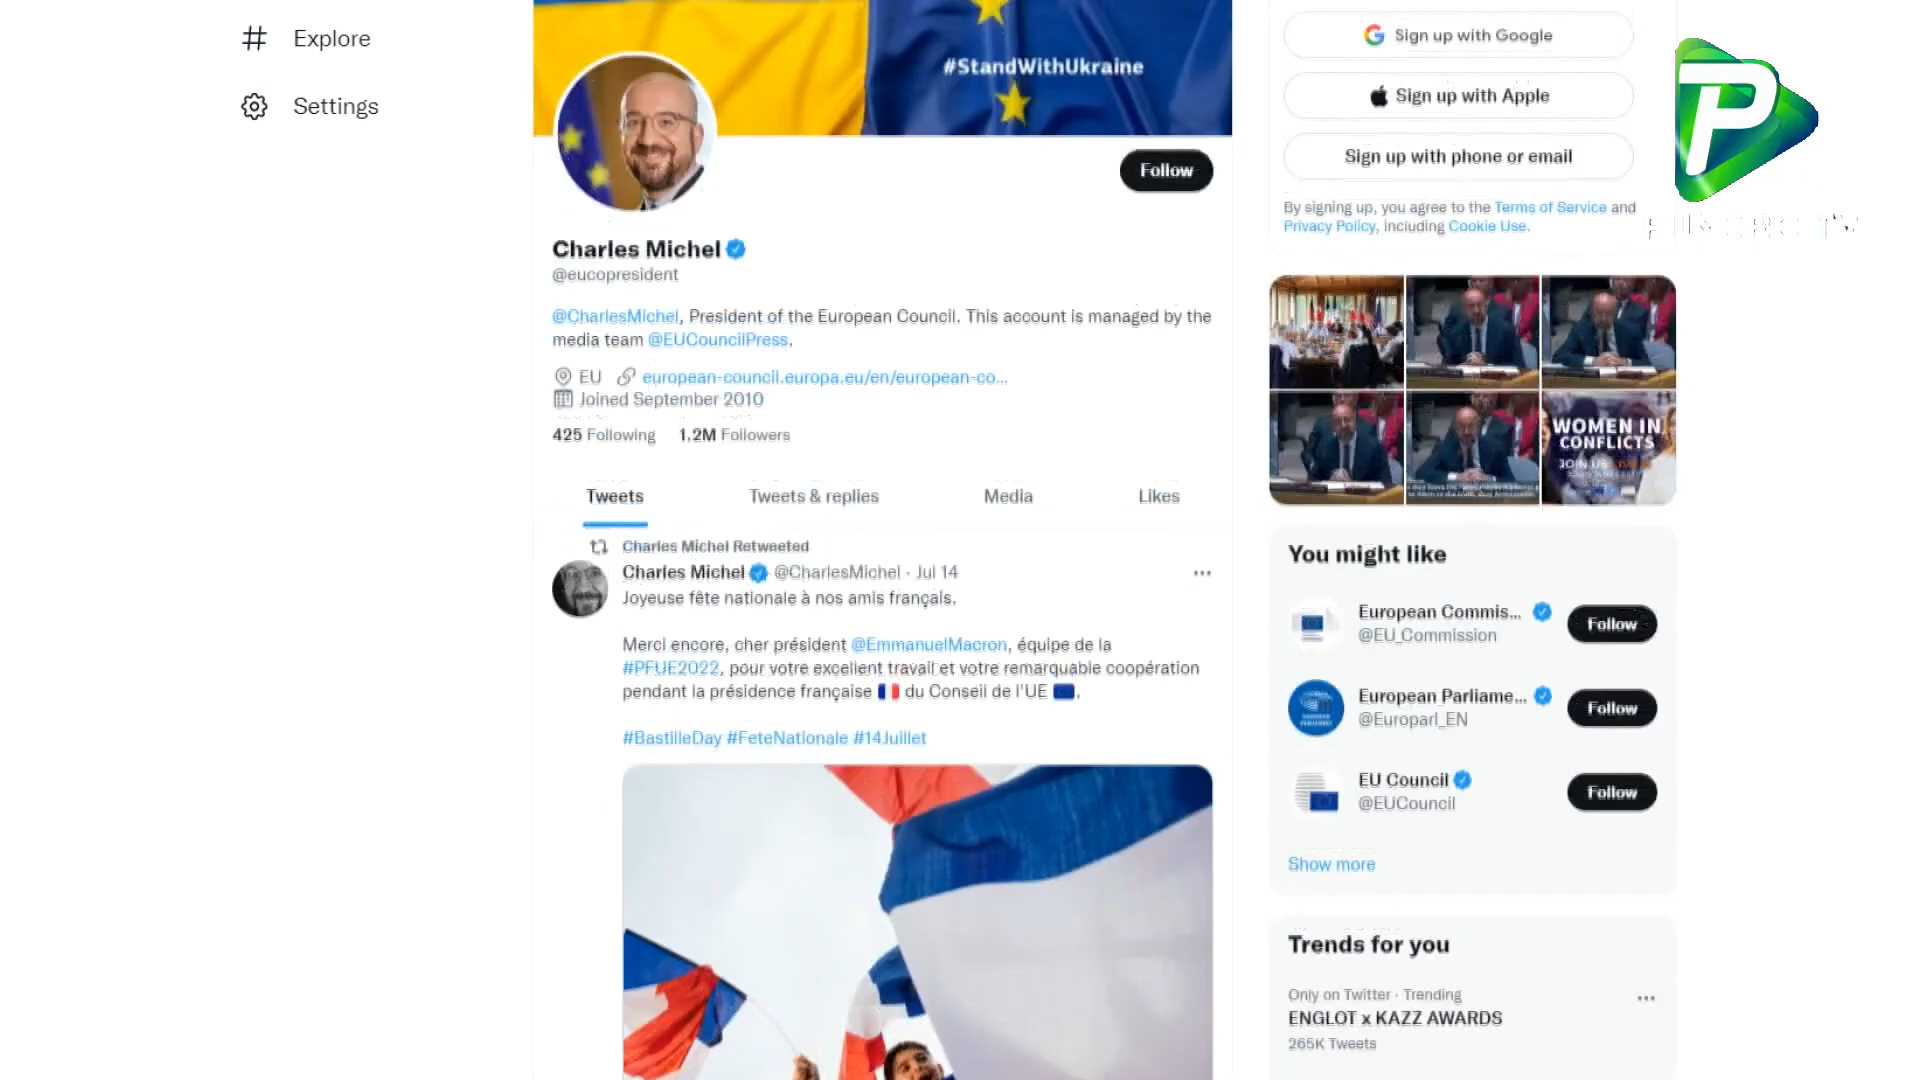 Explore
Settings
#StandWithUkraine
Follow
Charles Michel
@eucopresident
@CharlesMichel, President of the European Council. This account is managed by the
media team @EUCouncilPress.
EU european-council.europa.eu/en/european-co...
Joined September 2010
425 Following 1.2M Followers
Tweets Tweets & replies Media Likes
Charles Michel Retweeted
Charles Michel @CharlesMichel · Jul 14
Joyeuse fête nationale à nos amis français.
Merci encore, cher président @EmmanuelMacron, équipe de la
#PFUE2022, pour votre excellent travail et votre remarquable coopération
pendant la présidence française du Conseil de l'UE .
#BastilleDay #FeteNationale #14Juillet
Sign up with Google
Sign up with Apple
Sign up with phone or email
By signing up, you agree to the Terms of Service and
Privacy Policy, including Cookie Use.
P
WOMEN IN
CONFLICTS
JOIN US
You might like
European Commis...
@EU_Commission
Follow
European Parliame...
@Europarl_EN
Follow
EU Council
@EUCouncil
Follow
Show more
Trends for you
Only on Twitter · Trending
ENGLOT x KAZZ AWARDS
265K Tweets